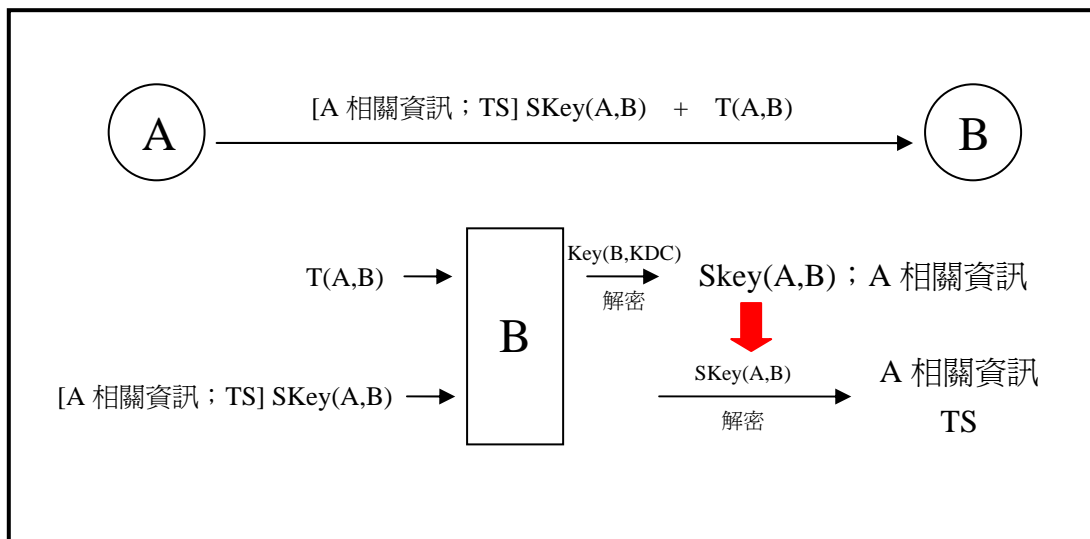 [A 相關資訊；TS] SKey(A,B) + T(A,B)
A
B
T(A,B)
Key(B,KDC)
解密
Skey(A,B)；A 相關資訊
B
[A 相關資訊；TS] SKey(A,B)
SKey(A,B)
解密
A 相關資訊
TS